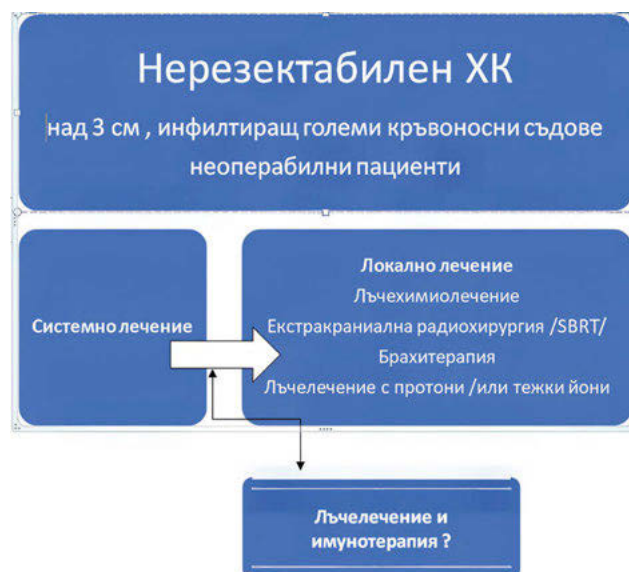 Нерезектабилен ХК
над 3 см , инфилтиращ големи кръвоносни съдове
неоперабилни пациенти
Системно лечение
Локално лечение
Лъчехимиолечение
Екстракраниална радиохирургия /SBRT/
Брахитерапия
Лъчелечение с протони /или тежки йони
Лъчелечение и
имунотерапия ?